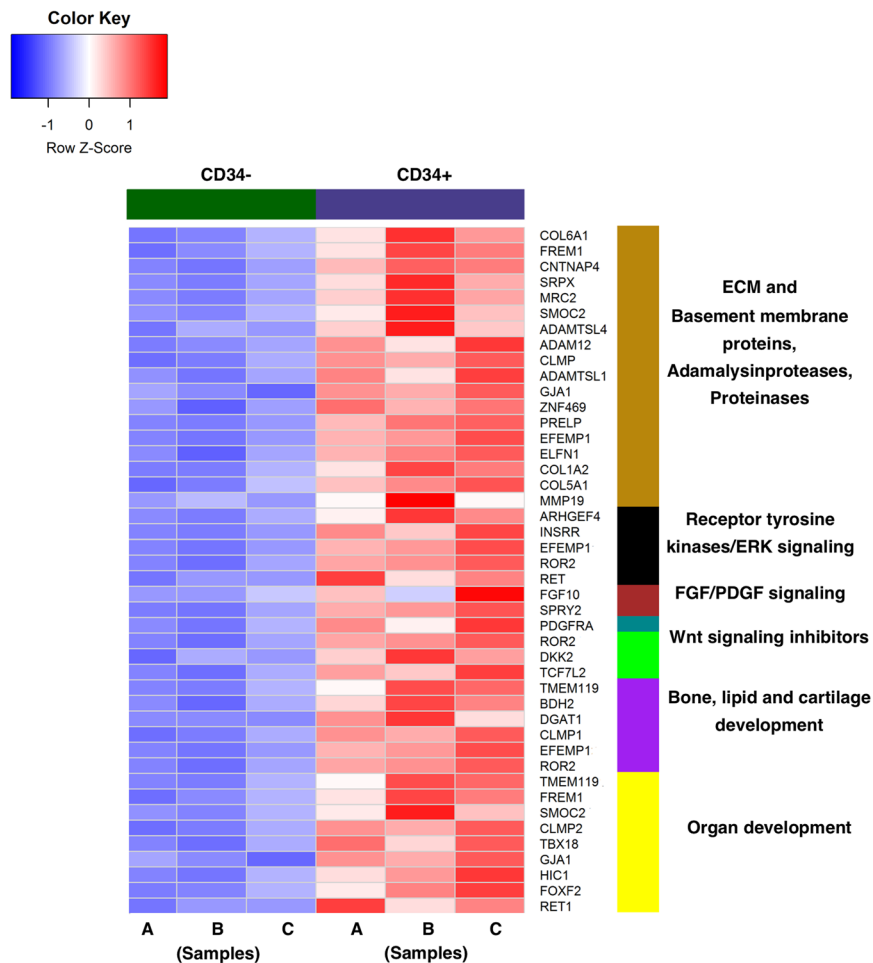 Color Key
-1 0 1
Row Z-Score
CD34- CD34+
COL6A1
FREM1
CNTNAP4
SRPX
MRC2
SMOC2
ADAMTSL4
ADAM12
CLMP
ADAMTSL1
GJA1
ZNF469
PRELP
EFEMP1
ELFN1
COL1A2
COL5A1
MMP19
ARHGEF4
INSRR
EFEMP1
ROR2
RET
FGF10
SPRY2
PDGFRA
ROR2
DKK2
TCF7L2
TMEM119
BDH2
DGAT1
CLMP1
EFEMP1
ROR2
TMEM119
FREM1
SMOC2
CLMP2
TBX18
GJA1
HIC1
FOXF2
RET1
ECM and
Basement membrane
proteins,
Adamalysinproteases,
Proteinases
Receptor tyrosine
kinases/ERK signaling
FGF/PDGF signaling
Wnt signaling inhibitors
Bone, lipid and cartilage
development
Organ development
A B C A B C
(Samples) (Samples)